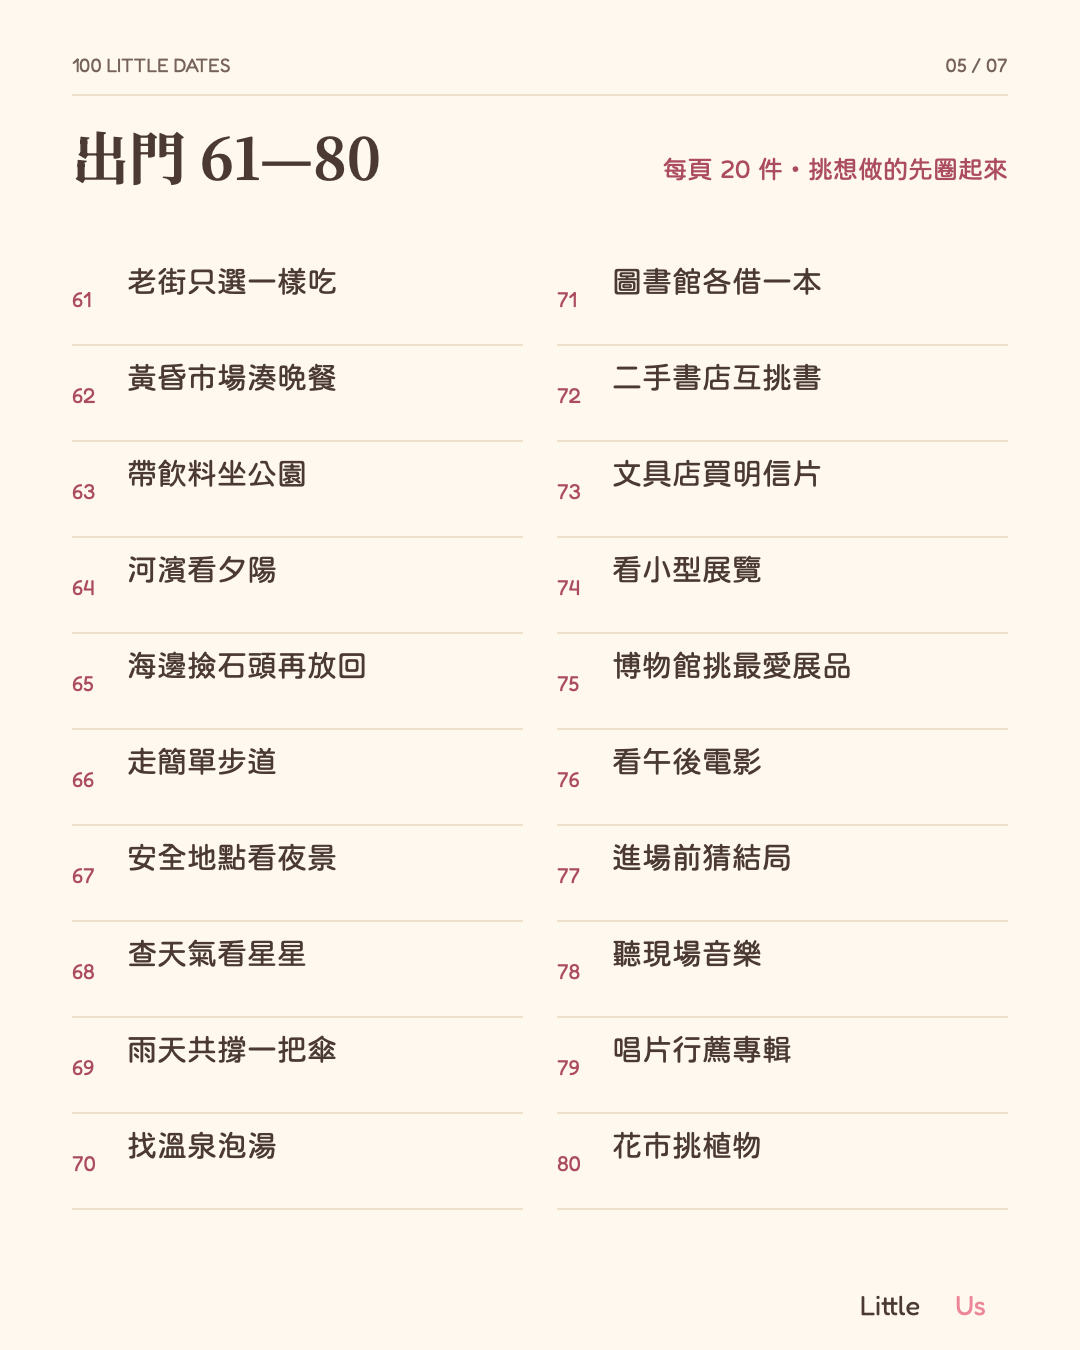 100 LITTLE DATES
05 / 07
出門 61—80
每頁 20 件・挑想做的先圈起來
61 老街只選一樣吃
62 黃昏市場湊晚餐
63 帶飲料坐公園
64 河濱看夕陽
65 海邊撿石頭再放回
66 走簡單步道
67 安全地點看夜景
68 查天氣看星星
69 雨天共撐一把傘
70 找溫泉泡湯
71 圖書館各借一本
72 二手書店互挑書
73 文具店買明信片
74 看小型展覽
75 博物館挑最愛展品
76 看午後電影
77 進場前猜結局
78 聽現場音樂
79 唱片行薦專輯
80 花市挑植物
Little Us